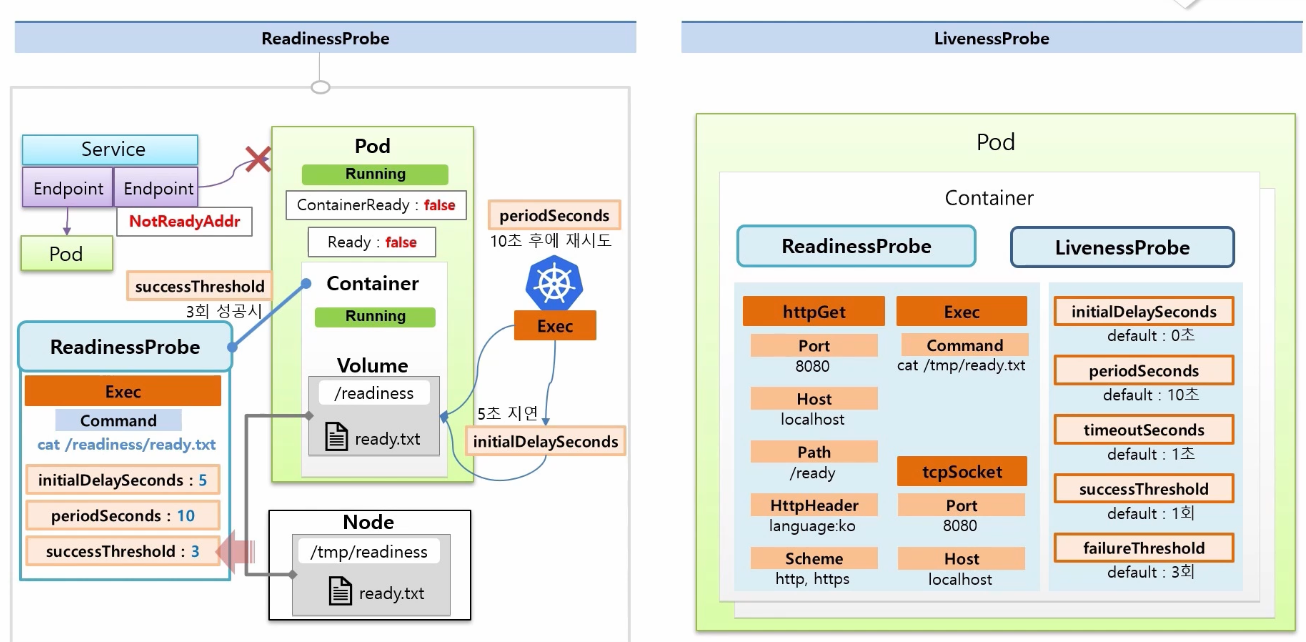 ReadinessProbe
Service
Endpoint
Endpoint
NotReadyAddr
Pod
Pod
Running
ContainerReady : false
Ready : false
Container
Running
Volume
/readiness
ready.txt
periodSeconds
10초 후에 재시도
Exec
5초 지연
initialDelaySeconds
successThreshold
3회 성공시
ReadinessProbe
Exec
Command
cat /readiness/ready.txt
initialDelaySeconds : 5
periodSeconds : 10
successThreshold : 3
Node
/tmp/readiness
ready.txt
LivenessProbe
Pod
Container
ReadinessProbe
LivenessProbe
httpGet
Port
8080
Host
localhost
Path
/ready
HttpHeader
language:ko
Scheme
http, https
Exec
Command
cat /tmp/ready.txt
tcpSocket
Port
8080
Host
localhost
initialDelaySeconds
default : 0초
periodSeconds
default : 10초
timeoutSeconds
default : 1초
successThreshold
default : 1회
failureThreshold
default : 3회